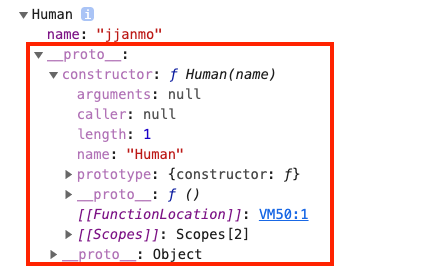 Human i
name: "jjanmo"
__proto__:
constructor: ƒ Human(name)
arguments: null
caller: null
length: 1
name: "Human"
prototype: {constructor: ƒ}
__proto__: ƒ ()
[[FunctionLocation]]: VM50:1
[[Scopes]]: Scopes[2]
__proto__: Object